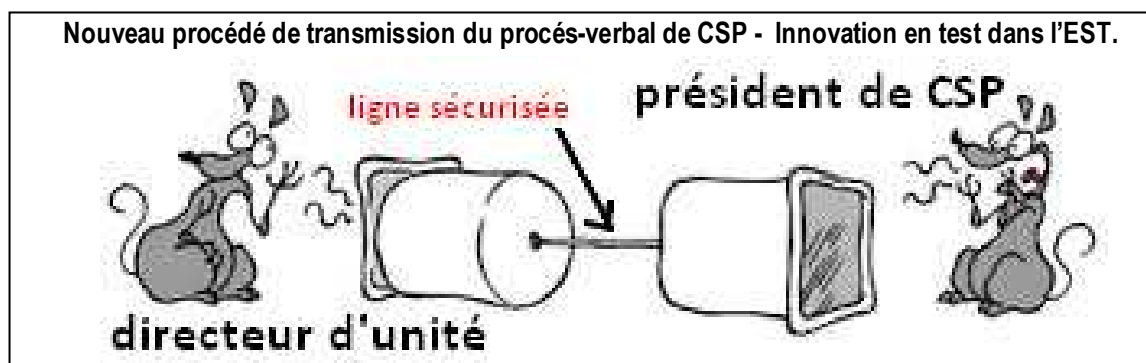 Nouveau procédé de transmission du procés-verbal de CSP - Innovation en test dans l'EST.
président de CSP
ligne sécurisée
directeur d'unité